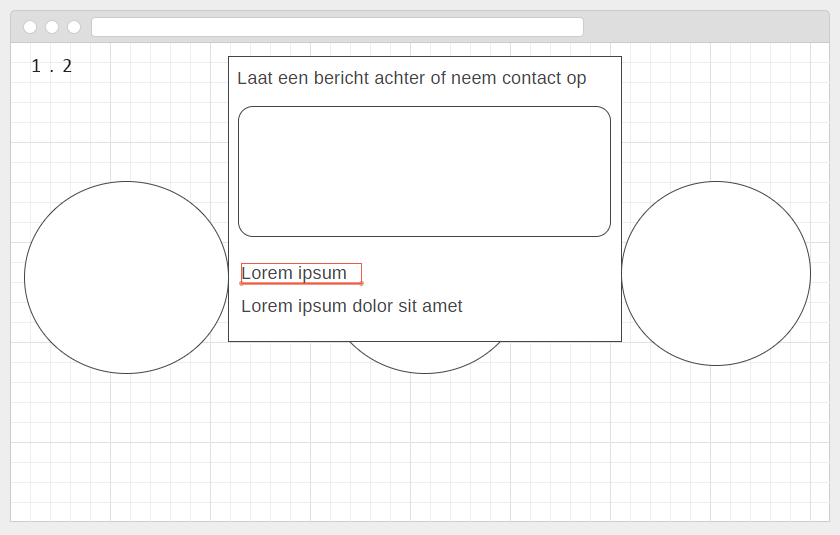 1 . 2
Laat een bericht achter of neem contact op
Lorem ipsum
Lorem ipsum dolor sit amet